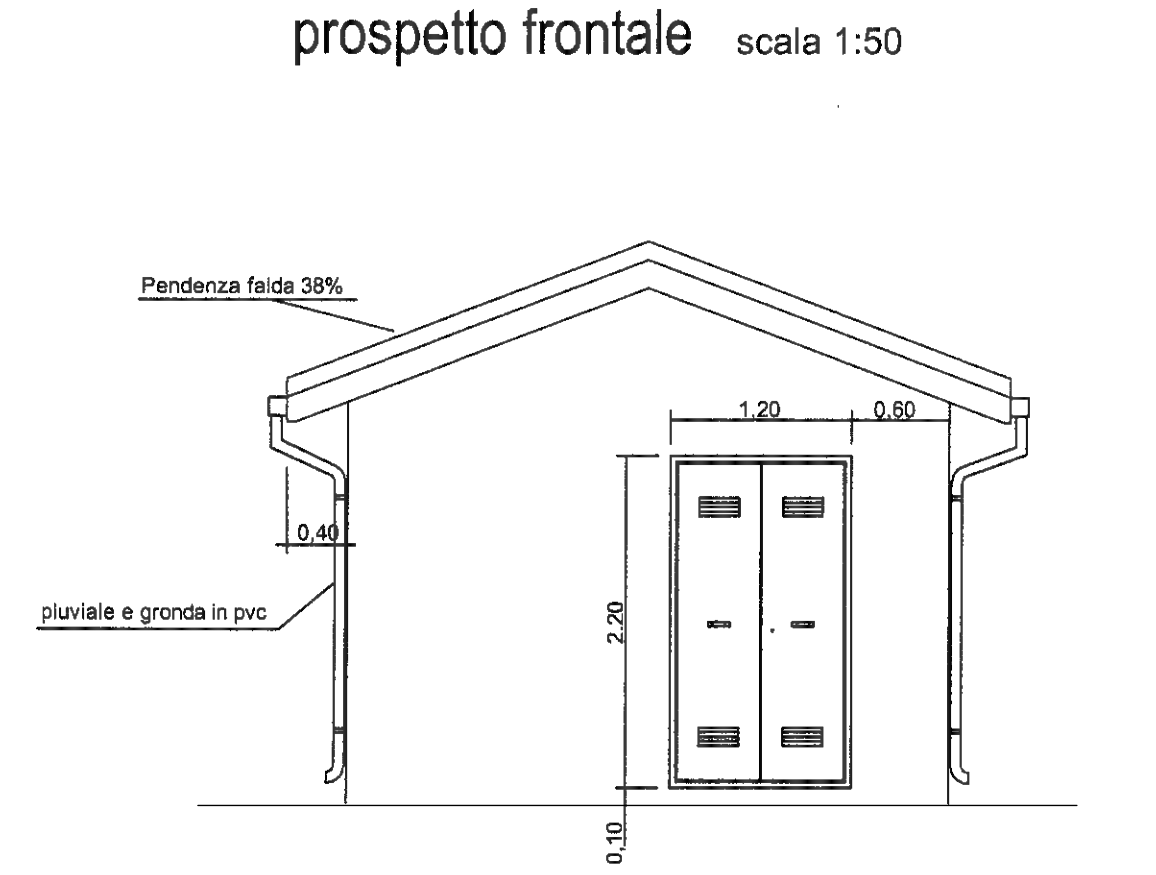 prospetto frontale scala 1:50
Pendenza falda 38%
1,20 0,60
0,40
pluviale e gronda in pvc
2.20
0,10